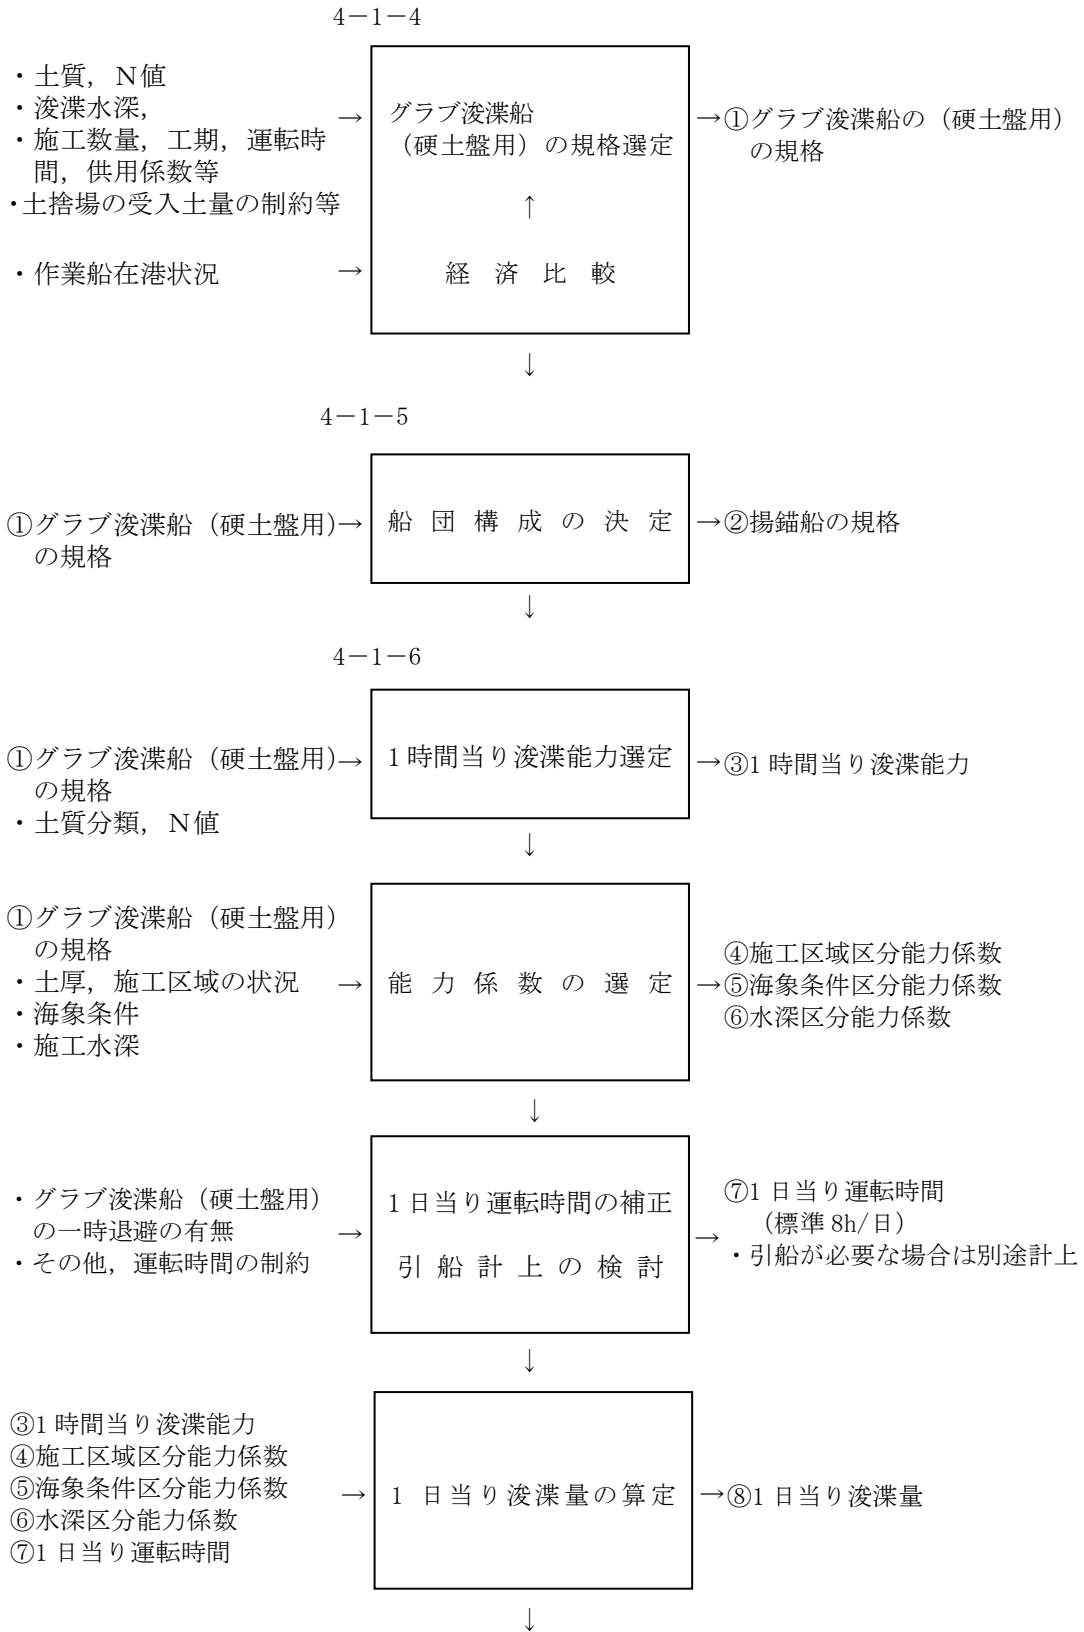 4－1－4
・土質，Ｎ値
・浚渫水深，
・施工数量，工期，運転時
間，供用係数等
・土捨場の受入土量の制約等
・作業船在港状況
→
→
グラブ浚渫船
（硬土盤用）の規格選定
↑
経 済 比 較
→①グラブ浚渫船の（硬土盤用）
の規格
↓
4－1－5
①グラブ浚渫船（硬土盤用）→
の規格
船 団 構 成 の 決 定
→②揚錨船の規格
↓
4－1－6
①グラブ浚渫船（硬土盤用）→
の規格
・土質分類，Ｎ値
1時間当り浚渫能力選定
→③1 時間当り浚渫能力
↓
①グラブ浚渫船（硬土盤用）
の規格
・土厚，施工区域の状況 →
・海象条件
・施工水深
能 力 係 数 の 選 定
④施工区域区分能力係数
→⑤海象条件区分能力係数
⑥水深区分能力係数
↓
・グラブ浚渫船（硬土盤用）
の一時退避の有無 →
・その他，運転時間の制約
1日当り運転時間の補正
引 船 計 上 の 検 討
→
⑦1 日当り運転時間
（標準 8h/日）
・引船が必要な場合は別途計上
↓
③1 時間当り浚渫能力
④施工区域区分能力係数
⑤海象条件区分能力係数 →
⑥水深区分能力係数
⑦1 日当り運転時間
1 日当り浚渫量の算定
→⑧1 日当り浚渫量
↓